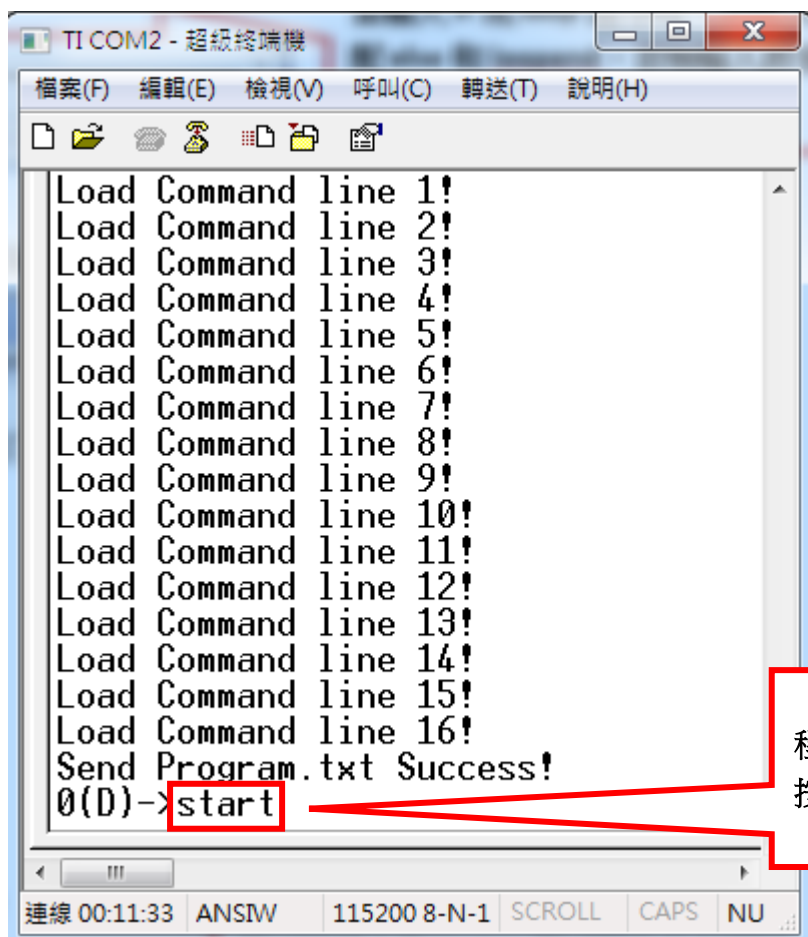 TI COM2 - 超級終端機
檔案(F) 編輯(E) 檢視(V) 呼叫(C) 轉送(T) 說明(H)
Load Command line 1!
Load Command line 2!
Load Command line 3!
Load Command line 4!
Load Command line 5!
Load Command line 6!
Load Command line 7!
Load Command line 8!
Load Command line 9!
Load Command line 10!
Load Command line 11!
Load Command line 12!
Load Command line 13!
Load Command line 14!
Load Command line 15!
Load Command line 16!
Send Program.txt Success!
0(D)->start
連線 00:11:33 ANSIW 115200 8-N-1 SCROLL CAPS NU